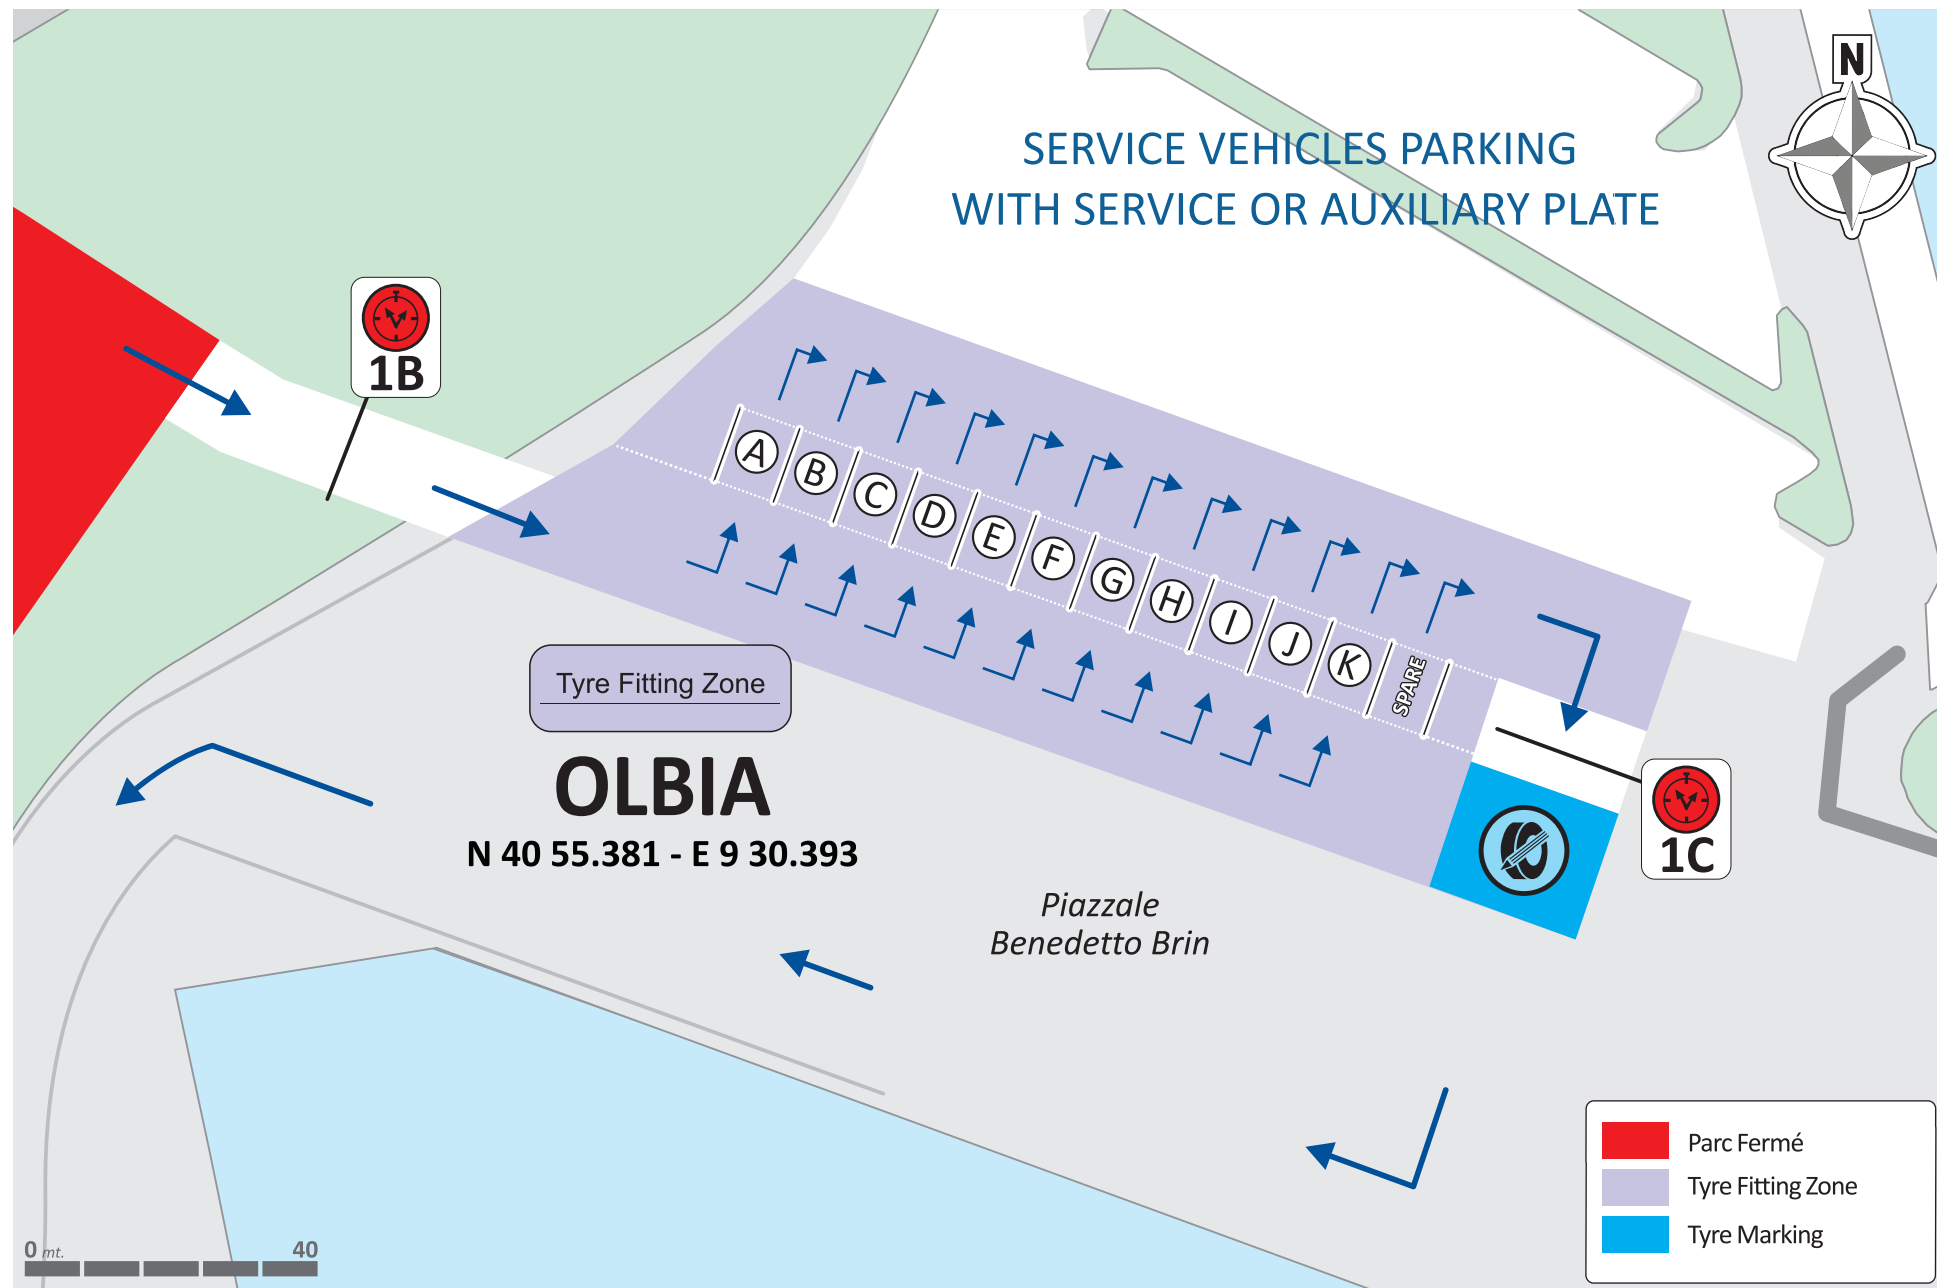 N
SERVICE VEHICLES PARKING
WITH SERVICE OR AUXILIARY PLATE
1B
A
B
C
D
E
F
G
H
I
J
K
SPARE
Tyre Fitting Zone
OLBIA
N 40 55.381 - E 9 30.393
1C
Piazzale
Benedetto Brin
Parc Fermé
Tyre Fitting Zone
Tyre Marking
0 mt. 40